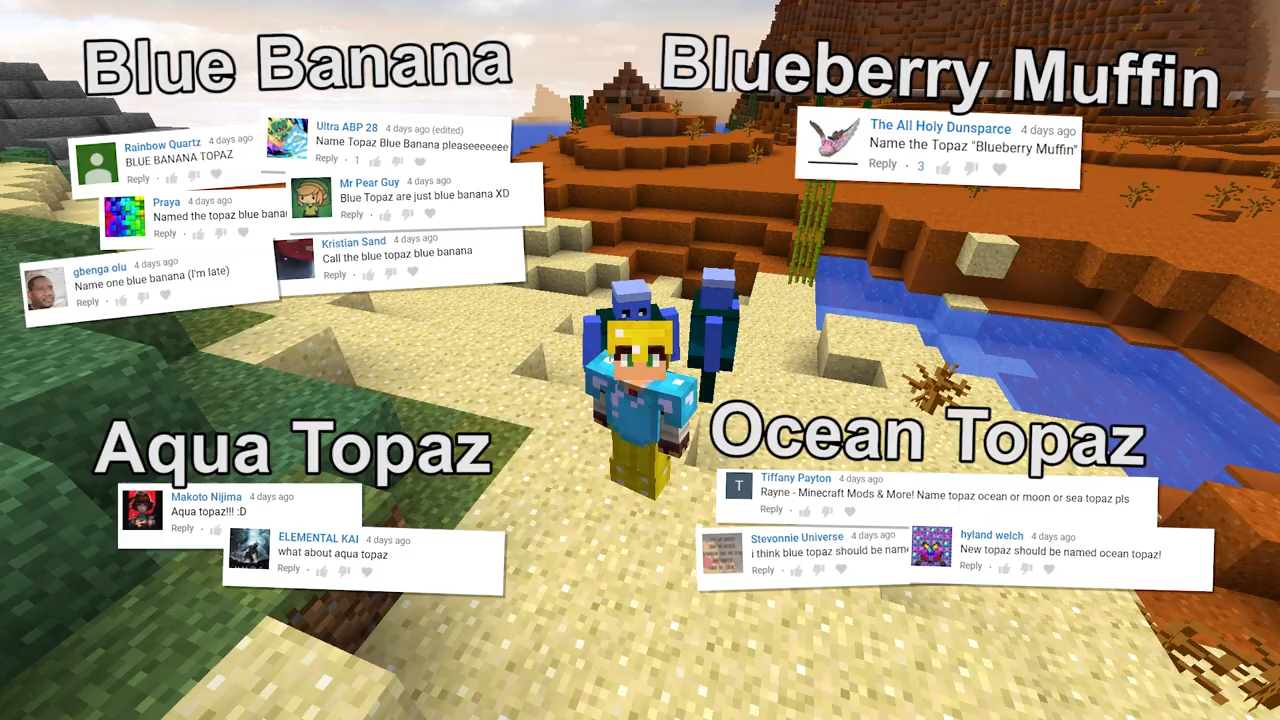 Blue Banana
Rainbow Quartz 4 days ago
BLUE BANANA TOPAZ
Reply
Ultra ABP 28 4 days ago (edited)
Name Topaz Blue Banana pleaseeeeeee
Reply · 1
Praya 4 days ago
Named the topaz blue banan
Reply
Mr Pear Guy 4 days ago
Blue Topaz are just blue banana XD
Reply
gbenga olu 4 days ago
Name one blue banana (I'm late)
Reply
Kristian Sand 4 days ago
Call the blue topaz blue banana
Reply
Blueberry Muffin
The All Holy Dunsparce 4 days ago
Name the Topaz "Blueberry Muffin"
Reply · 3
Aqua Topaz
Makoto Nijima 4 days ago
Aqua topaz!!! :D
Reply
ELEMENTAL KAI 4 days ago
what about aqua topaz
Reply
Ocean Topaz
T
Tiffany Payton 4 days ago
Rayne - Minecraft Mods & More! Name topaz ocean or moon or sea topaz pls
Reply
Stevonnie Universe 4 days ago
i think blue topaz should be name
Reply
hyland welch 4 days ago
New topaz should be named ocean topaz!
Reply